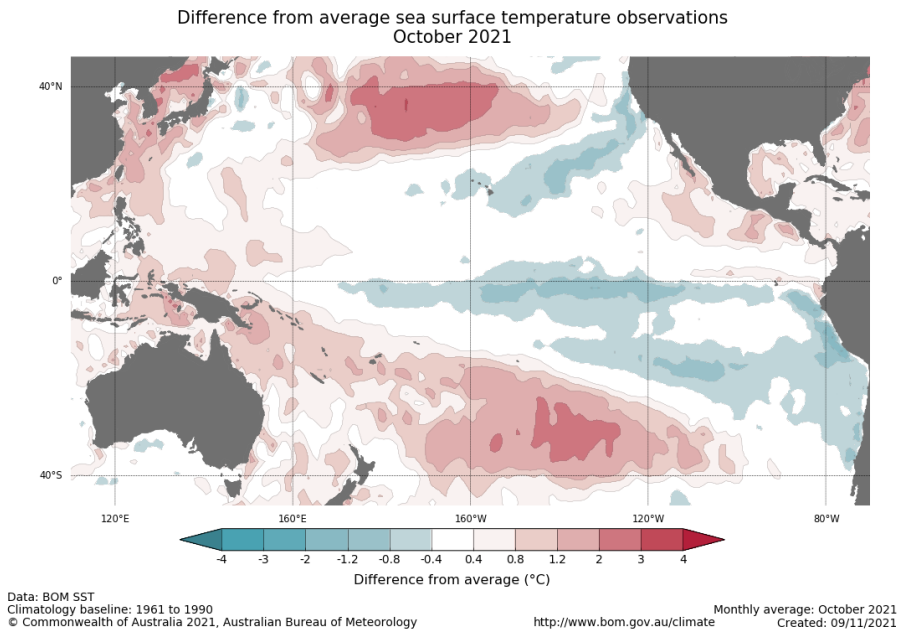 Difference from average sea surface temperature observations
October 2021
40°N
0°
40°S
120°E 160°E 160°W 120°W 80°W
-4 -3 -2 -1.2 -0.8 -0.4 0.4 0.8 1.2 2 3 4
Difference from average (°C)
Data: BOM SST
Climatology baseline: 1961 to 1990 Monthly average: October 2021
© Commonwealth of Australia 2021, Australian Bureau of Meteorology http://www.bom.gov.au/climate Created: 09/11/2021